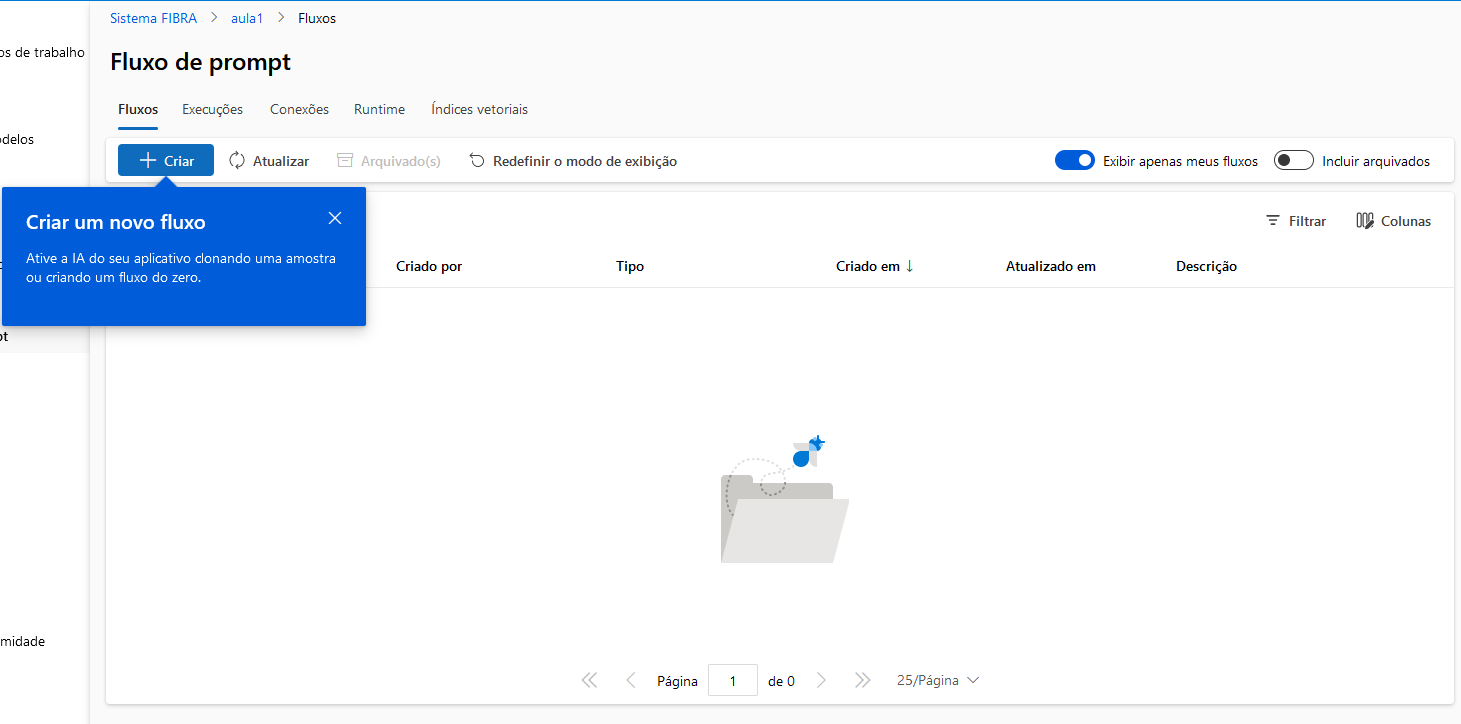 Sistema FIBRA > aula1 > Fluxos
os de trabalho
Fluxo de prompt
Fluxos Execuções Conexões Runtime Índices vetoriais
delos
Criar Atualizar Arquivado(s) Redefinir o modo de exibição Exibir apenas meus fluxos Incluir arquivados
Criar um novo fluxo
Ative a IA do seu aplicativo clonando uma amostra
ou criando um fluxo do zero.
Filtrar Colunas
Criado por Tipo Criado em ↓ Atualizado em Descrição
pt
midade
Página 1 de 0 25/Página